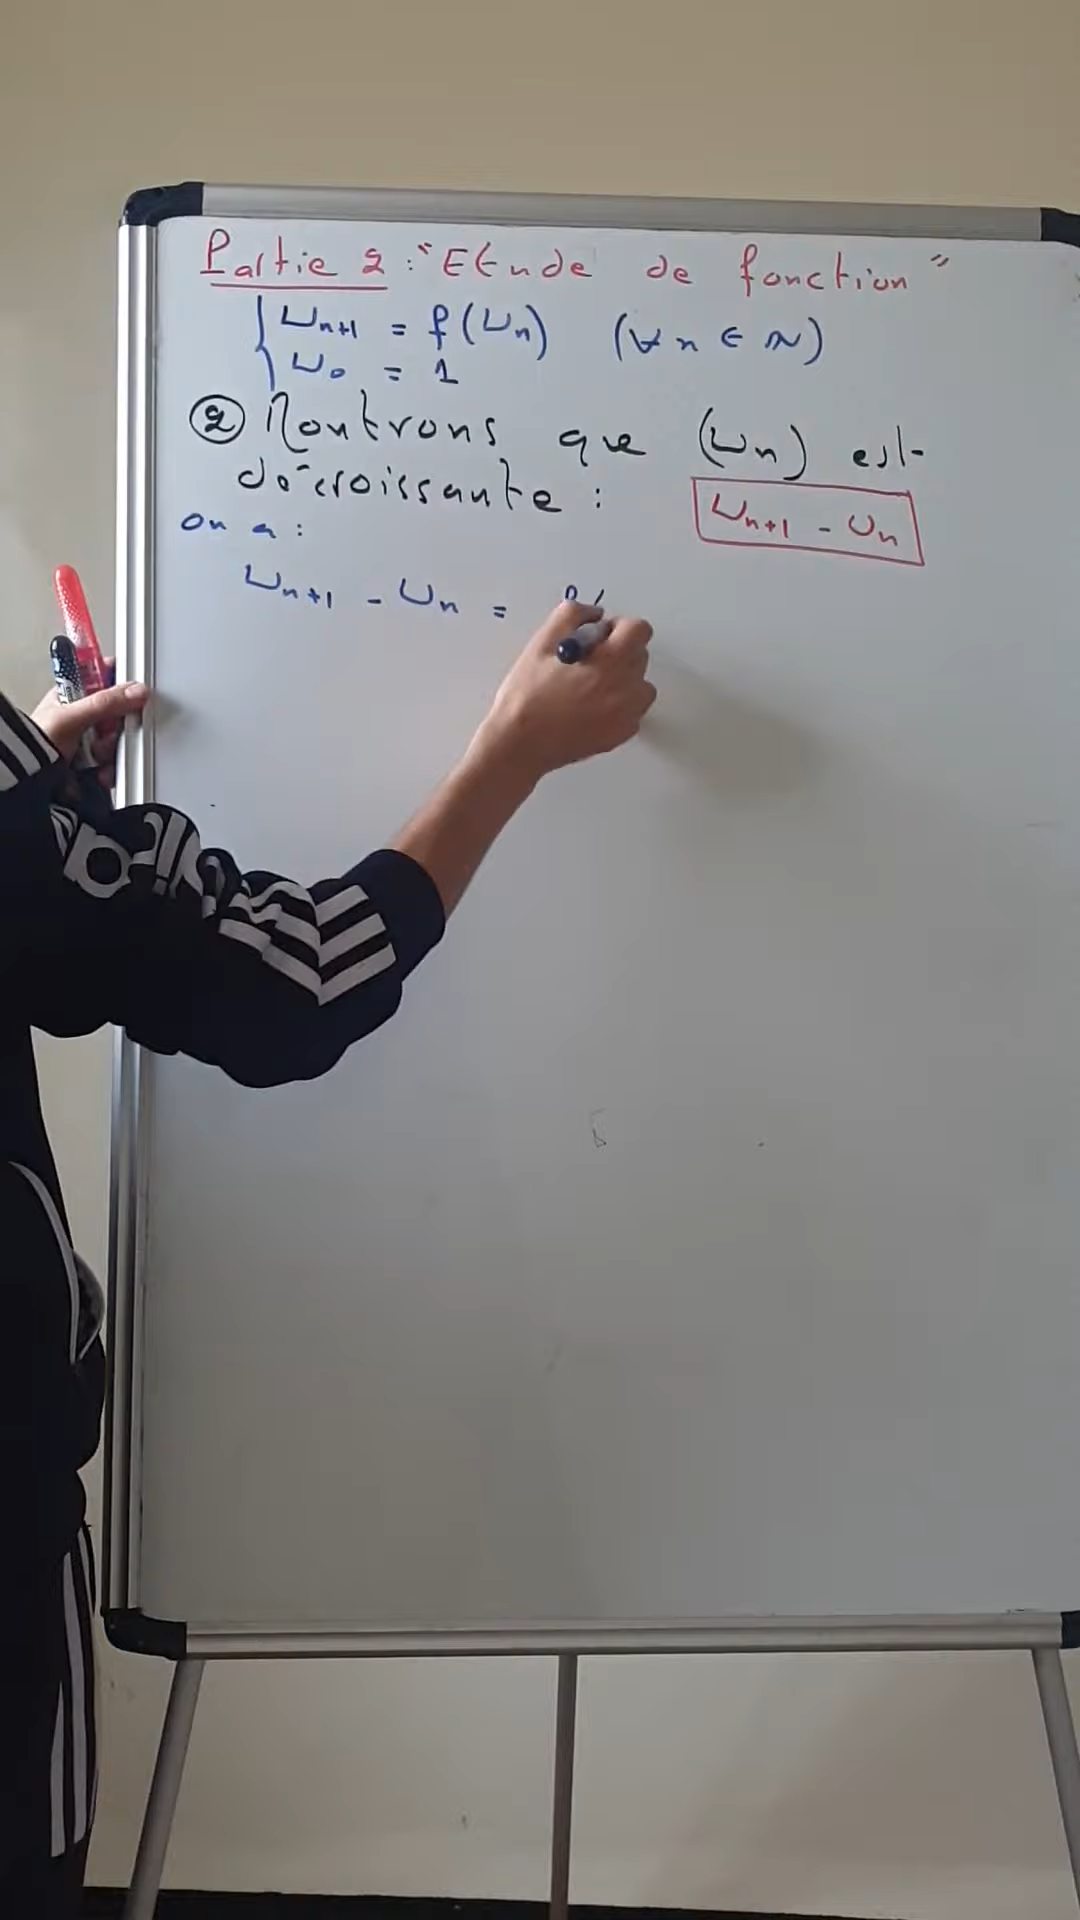 Partie 2 : "Etude de fonction"
Un+1 = f(Un) (∀ n ∈ IN)
U0 = 1
② Montrons que (Un) est
décroissante :
Un+1 - Un
on a :
Un+1 - Un = f(